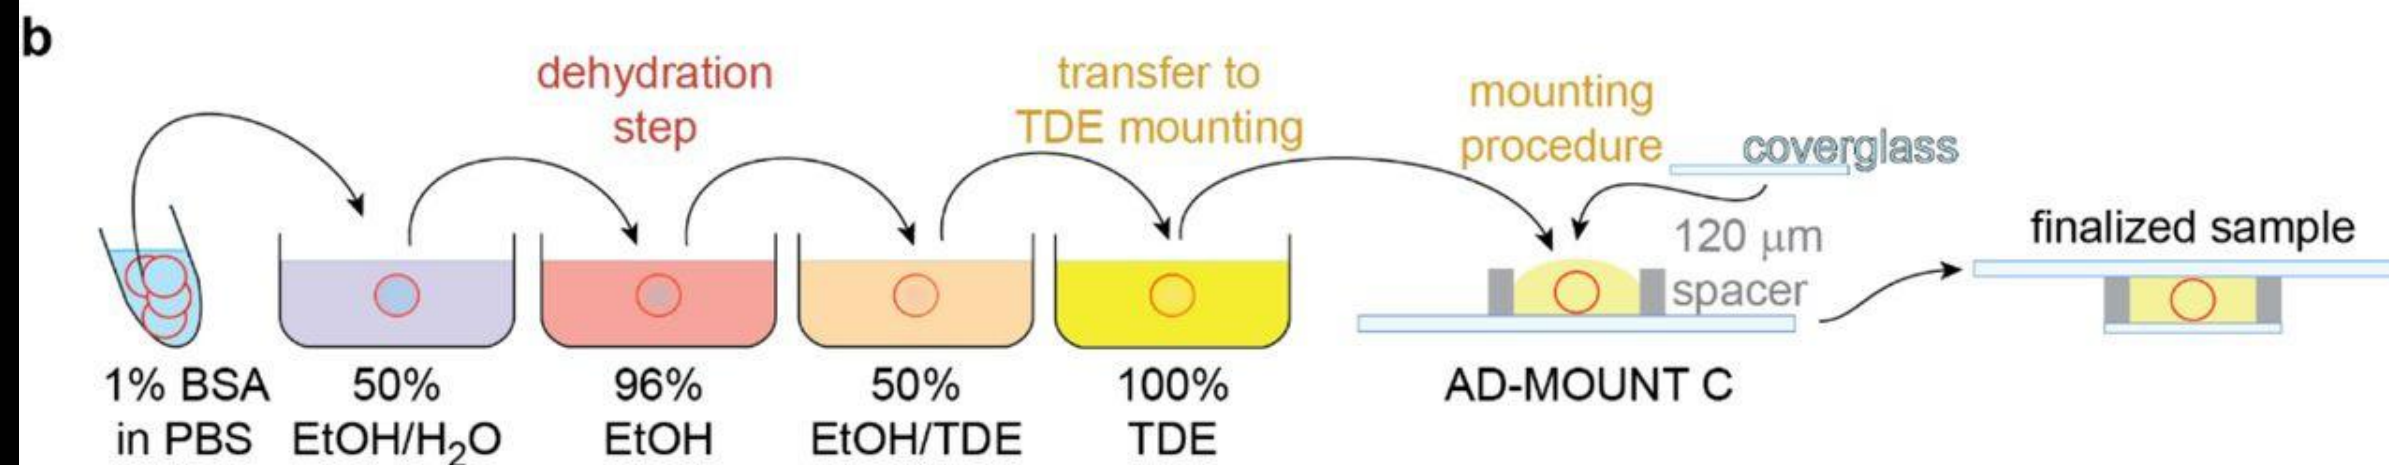 b
dehydration
step
transfer to
TDE mounting
mounting
procedure
coverglass
120 μm
spacer
finalized sample
1% BSA
in PBS
50%
EtOH/H₂O
96%
EtOH
50%
EtOH/TDE
100%
TDE
AD-MOUNT C